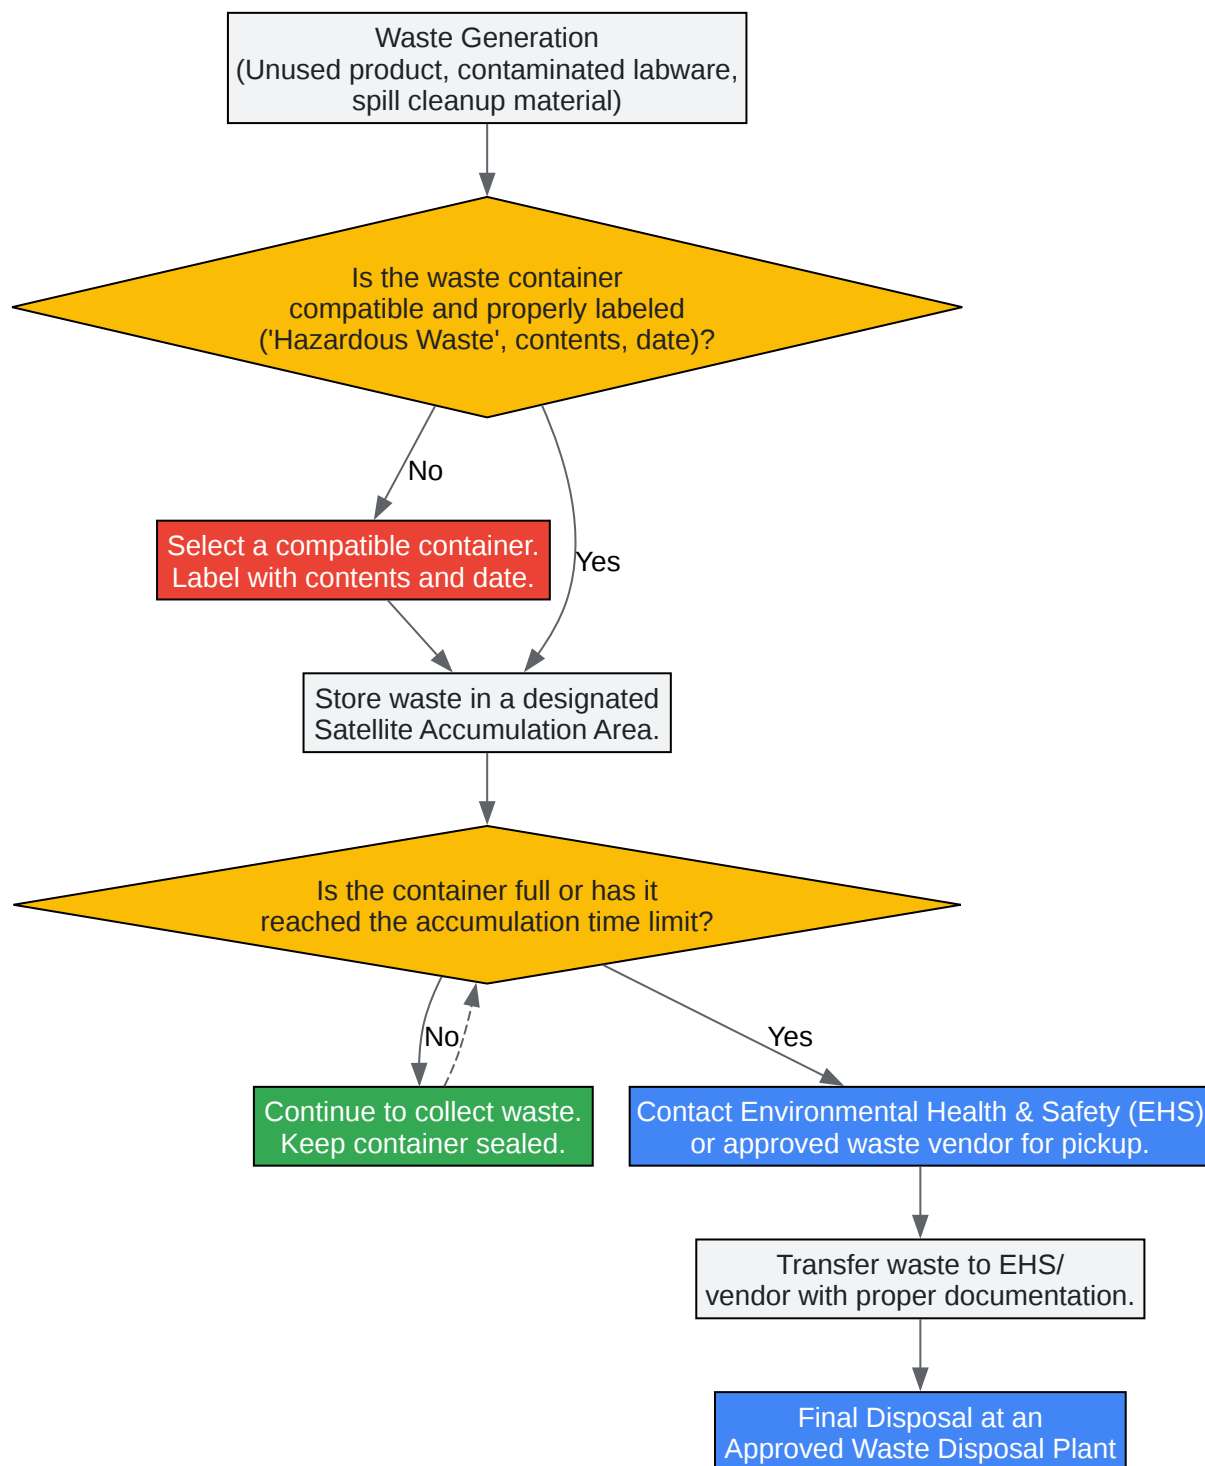 Waste Generation
(Unused product, contaminated labware,
spill cleanup material)
Is the waste container
compatible and properly labeled
('Hazardous Waste', contents, date)?
No
Yes
Select a compatible container.
Label with contents and date.
Store waste in a designated
Satellite Accumulation Area.
Is the container full or has it
reached the accumulation time limit?
No
Yes
Continue to collect waste.
Keep container sealed.
Contact Environmental Health & Safety (EHS)
or approved waste vendor for pickup.
Transfer waste to EHS/
vendor with proper documentation.
Final Disposal at an
Approved Waste Disposal Plant